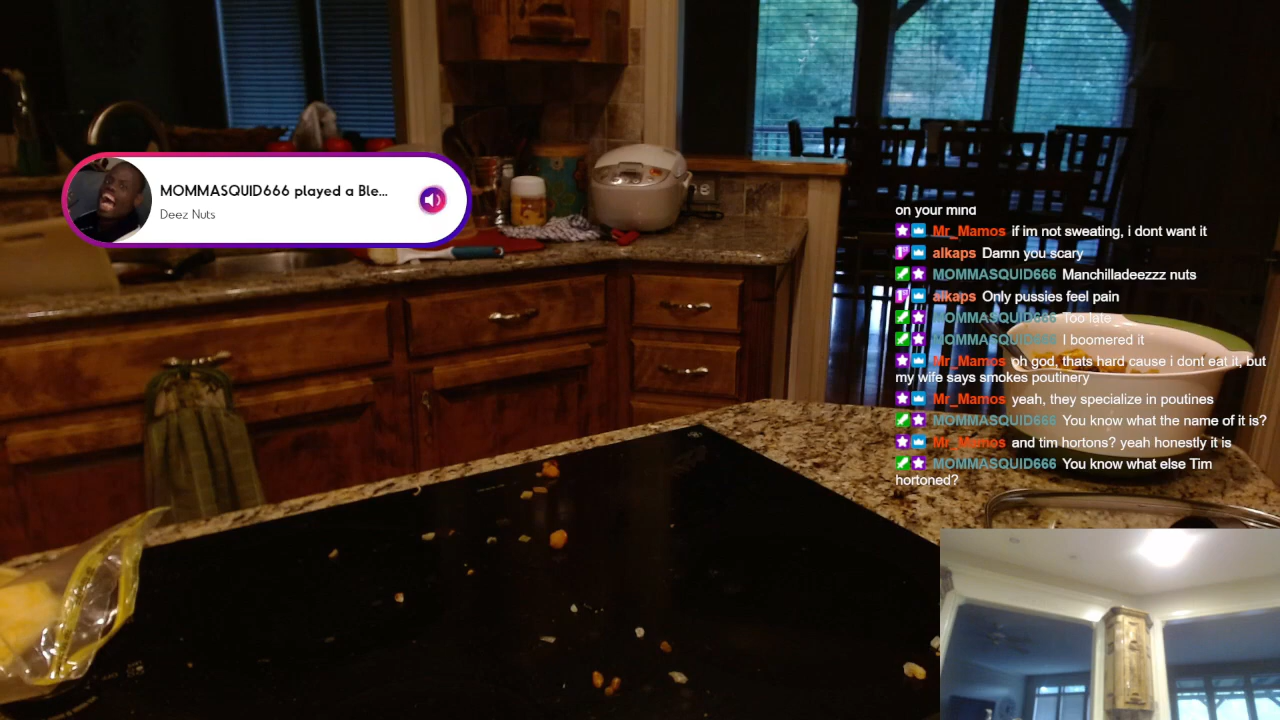 MOMMASQUID666 played a Ble...
Deez Nuts
on your mind
Mr_Mamos if im not sweating, i dont want it
alkaps Damn you scary
MOMMASQUID666 Manchilladeezzz nuts
alkaps Only pussies feel pain
MOMMASQUID666 Too late
MOMMASQUID666 I boomered it
Mr_Mamos oh god, thats hard cause i dont eat it, but
my wife says smokes poutinery
Mr_Mamos yeah, they specialize in poutines
MOMMASQUID666 You know what the name of it is?
Mr_Mamos and tim hortons? yeah honestly it is
MOMMASQUID666 You know what else Tim
hortoned?